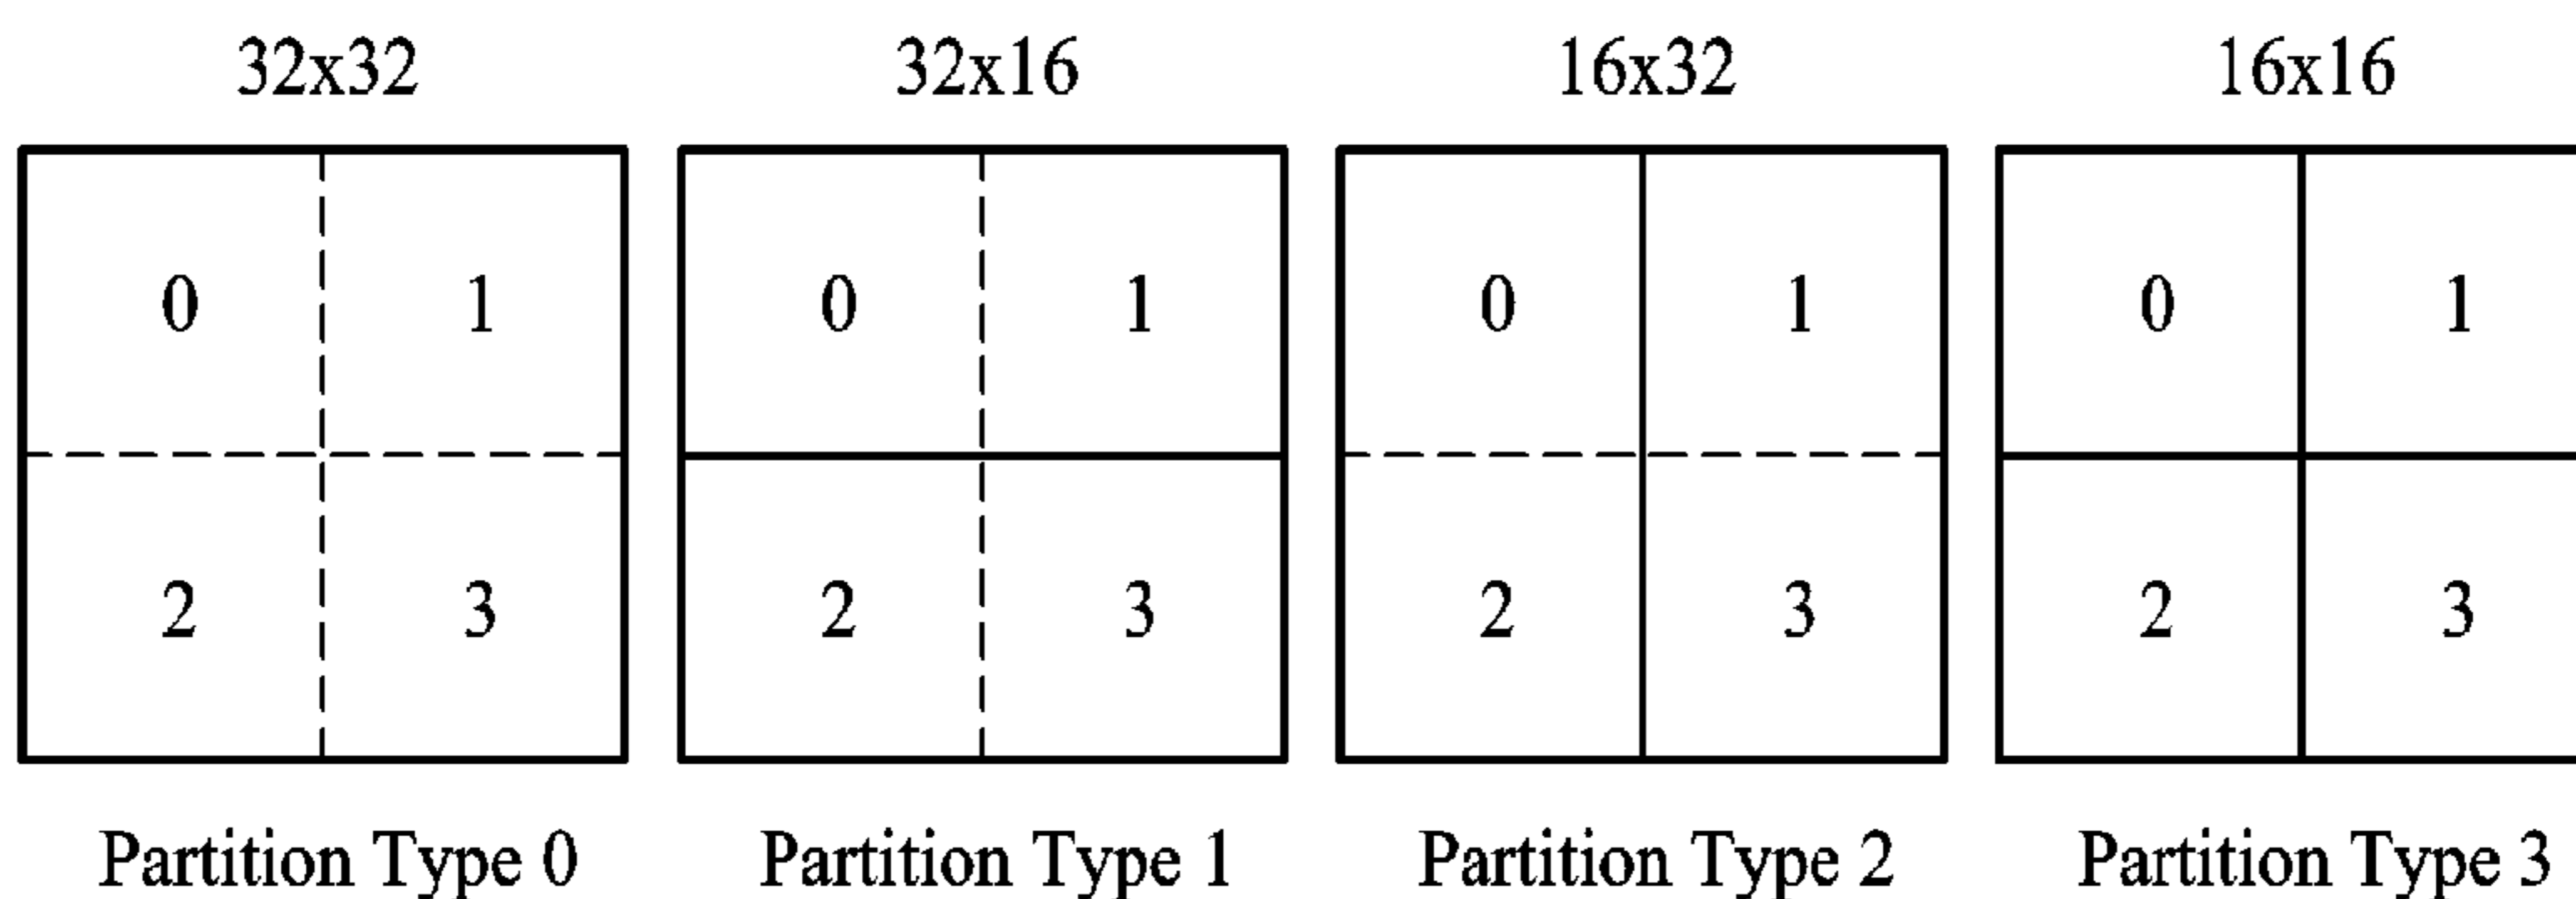 32x32 32x16 16x32 16x16
0 1 0 1 0 1 0 1
2 3 2 3 2 3 2 3
Partition Type 0 Partition Type 1 Partition Type 2 Partition Type 3